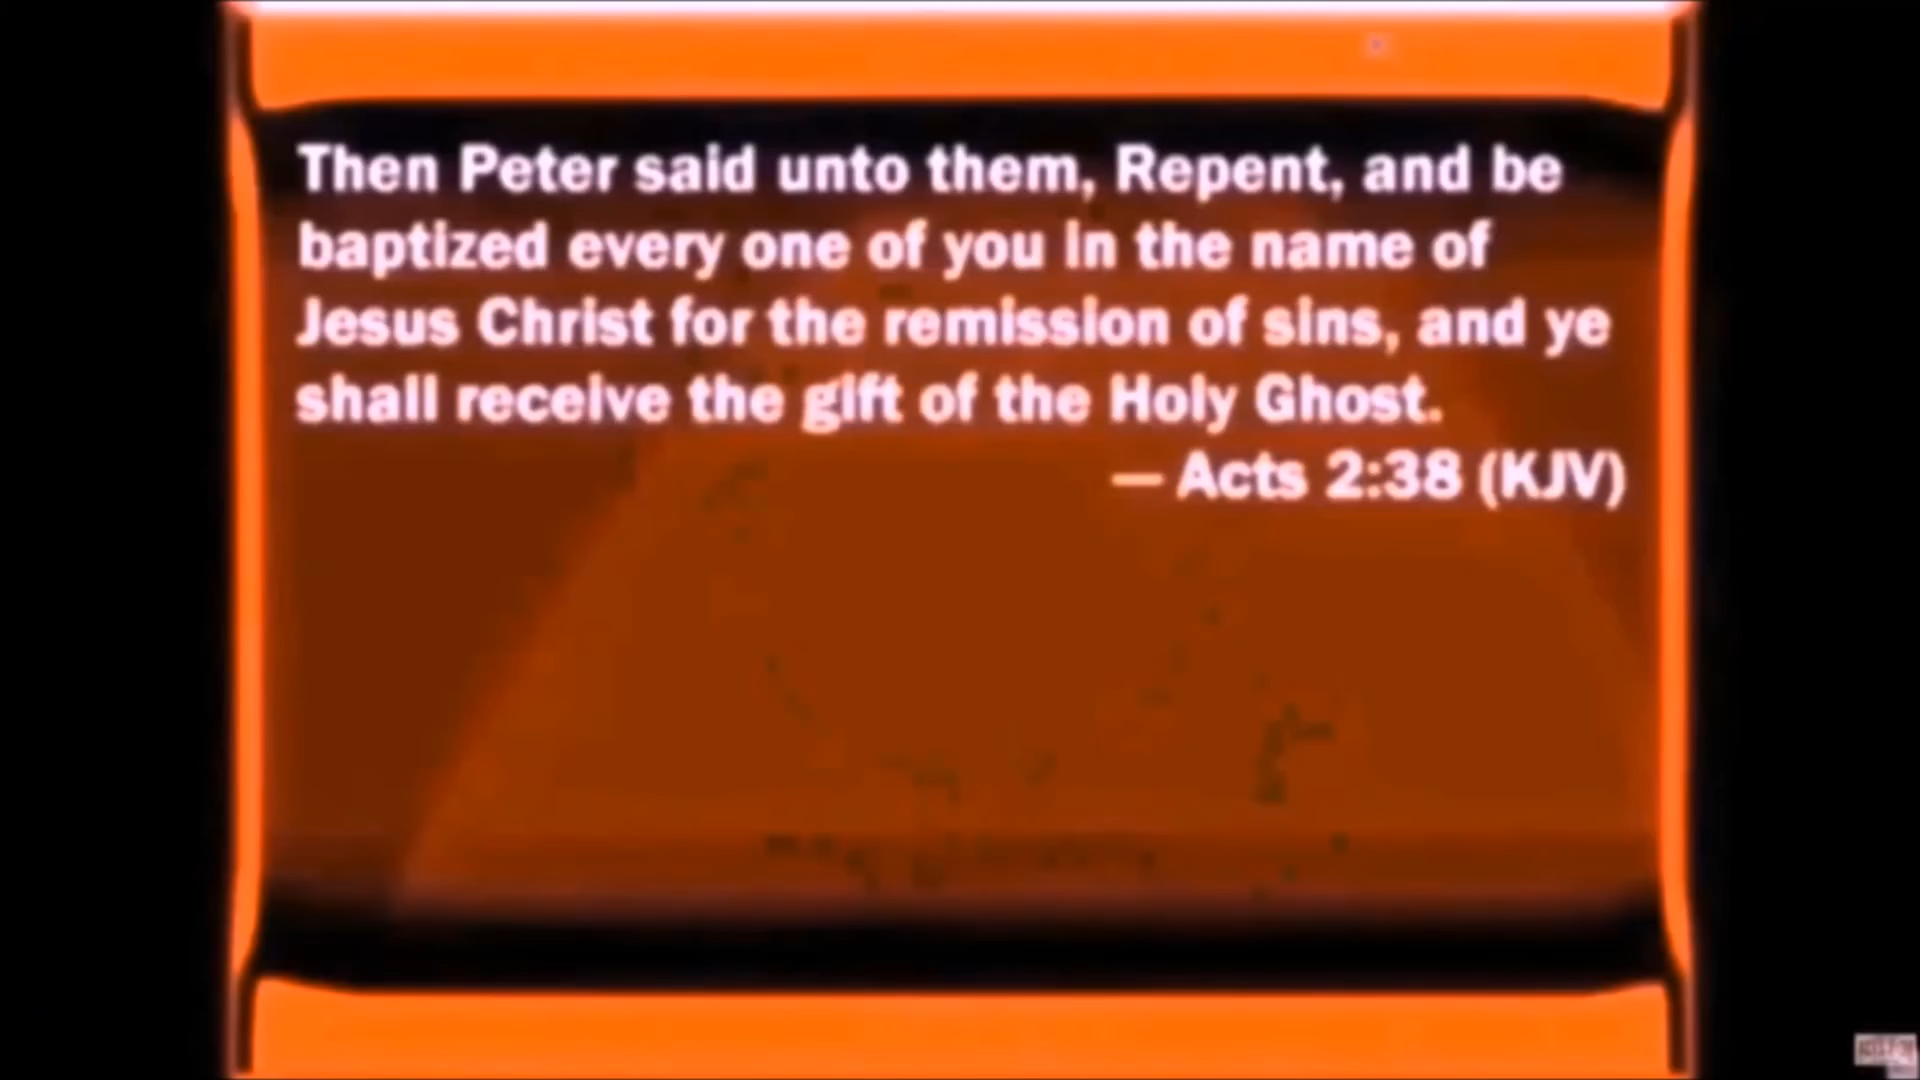 Then Peter said unto them, Repent, and be
baptized every one of you in the name of
Jesus Christ for the remission of sins, and ye
shall receive the gift of the Holy Ghost.
— Acts 2:38 (KJV)